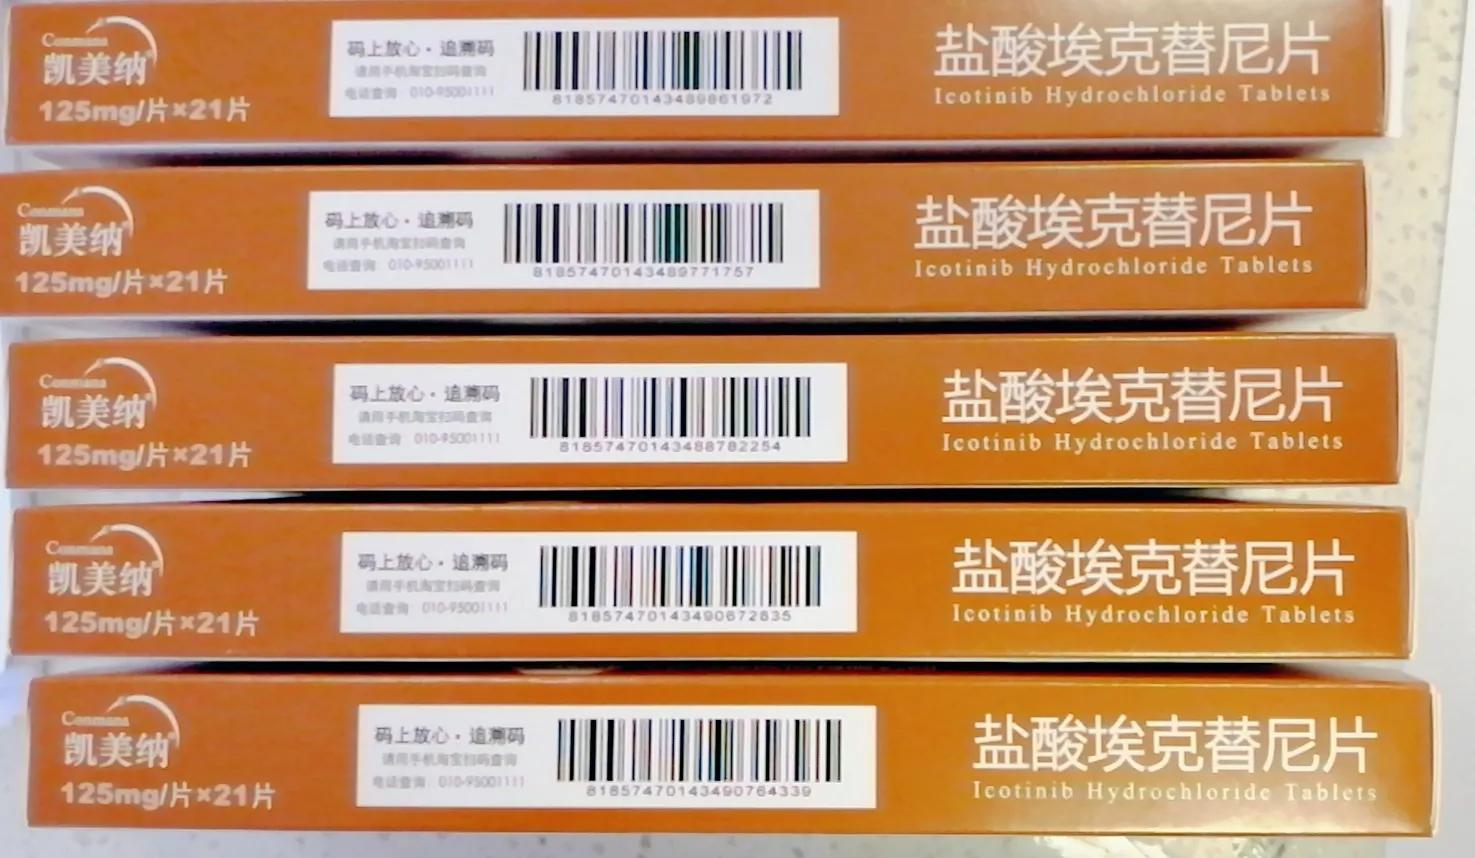 Conmana
凯美纳®
125mg/片×21片
码上放心·追溯码
请用手机淘宝扫码查询
电话查询：010-95001111
81857470143489861972
盐酸埃克替尼片
Icotinib Hydrochloride Tablets
Conmana
凯美纳®
125mg/片×21片
码上放心·追溯码
请用手机淘宝扫码查询
电话查询：010-95001111
81857470143489771757
盐酸埃克替尼片
Icotinib Hydrochloride Tablets
Conmana
凯美纳®
125mg/片×21片
码上放心·追溯码
请用手机淘宝扫码查询
电话查询：010-95001111
81857470143488782254
盐酸埃克替尼片
Icotinib Hydrochloride Tablets
Conmana
凯美纳®
125mg/片×21片
码上放心·追溯码
请用手机淘宝扫码查询
电话查询：010-95001111
81857470143490672835
盐酸埃克替尼片
Icotinib Hydrochloride Tablets
Conmana
凯美纳®
125mg/片×21片
码上放心·追溯码
请用手机淘宝扫码查询
电话查询：010-95001111
81857470143490764339
盐酸埃克替尼片
Icotinib Hydrochloride Tablets